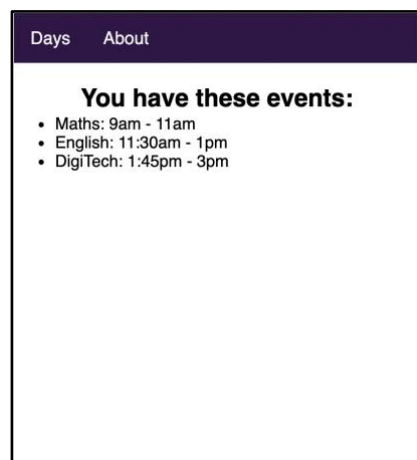 Days About
You have these events:
• Maths: 9am - 11am
• English: 11:30am - 1pm
• DigiTech: 1:45pm - 3pm